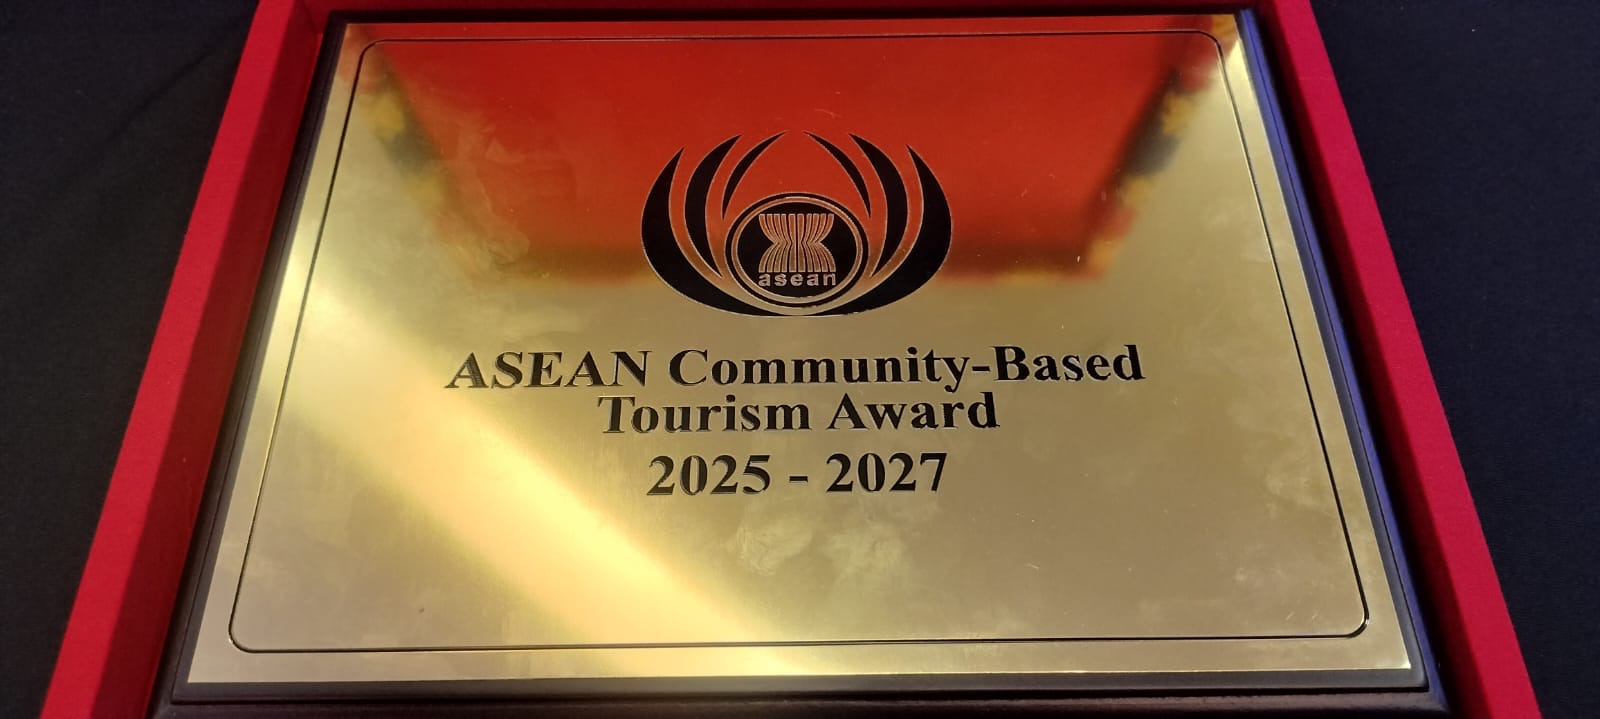 asean
ASEAN Community-Based
Tourism Award
2025 - 2027